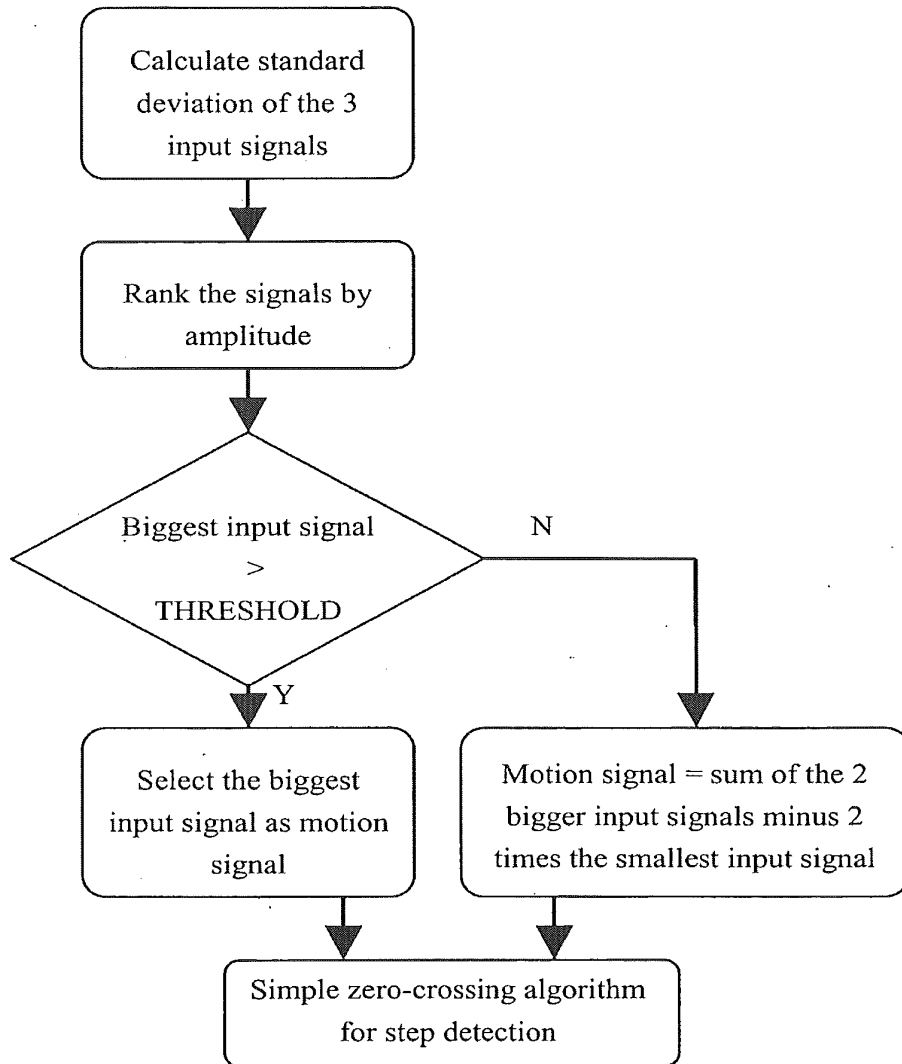 Calculate standard
deviation of the 3
input signals
Rank the signals by
amplitude
Biggest input signal
>
THRESHOLD
N
Y
Select the biggest
input signal as motion
signal
Motion signal = sum of the 2
bigger input signals minus 2
times the smallest input signal
Simple zero-crossing algorithm
for step detection